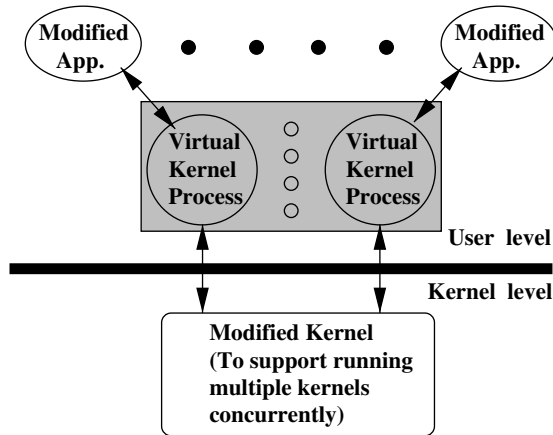 Modified
App.
Modified
App.
Virtual
Kernel
Process
Virtual
Kernel
Process
User level
Kernel level
Modified Kernel
(To support running
multiple kernels
concurrently)